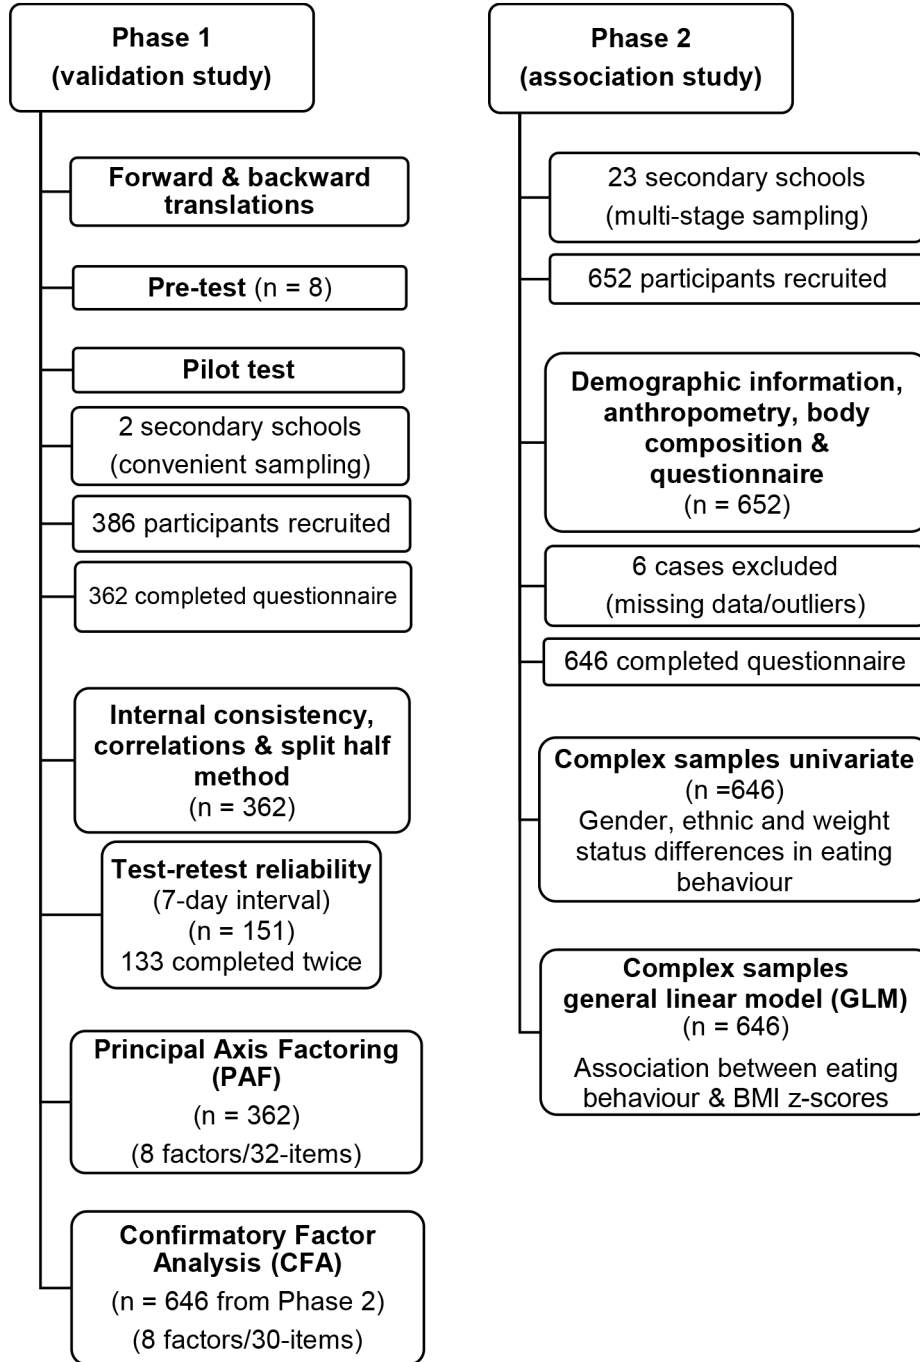 Phase 1
(validation study)
Forward & backward
translations
Pre-test (n = 8)
Pilot test
2 secondary schools
(convenient sampling)
386 participants recruited
362 completed questionnaire
Internal consistency,
correlations & split half
method
(n = 362)
Test-retest reliability
(7-day interval)
(n = 151)
133 completed twice
Principal Axis Factoring
(PAF)
(n = 362)
(8 factors/32-items)
Confirmatory Factor
Analysis (CFA)
(n = 646 from Phase 2)
(8 factors/30-items)
Phase 2
(association study)
23 secondary schools
(multi-stage sampling)
652 participants recruited
Demographic information,
anthropometry, body
composition &
questionnaire
(n = 652)
6 cases excluded
(missing data/outliers)
646 completed questionnaire
Complex samples univariate
(n =646)
Gender, ethnic and weight
status differences in eating
behaviour
Complex samples
general linear model (GLM)
(n = 646)
Association between eating
behaviour & BMI z-scores